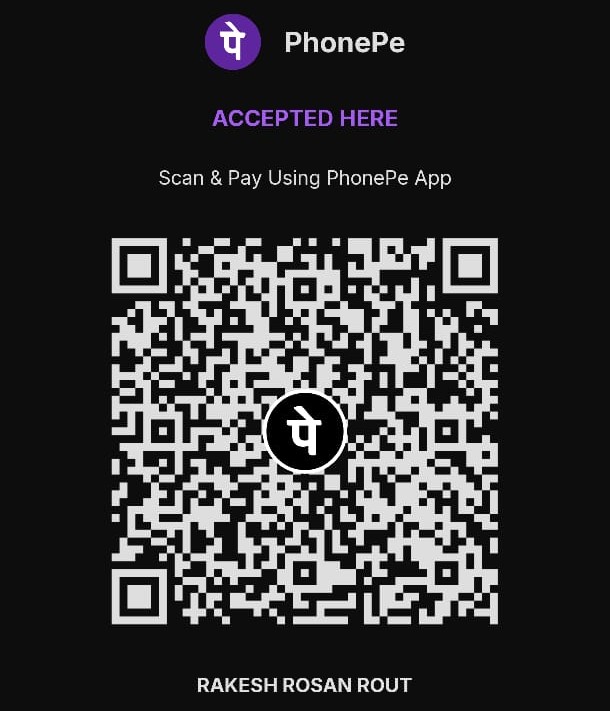 पे PhonePe
ACCEPTED HERE
Scan & Pay Using PhonePe App
पे
RAKESH ROSAN ROUT